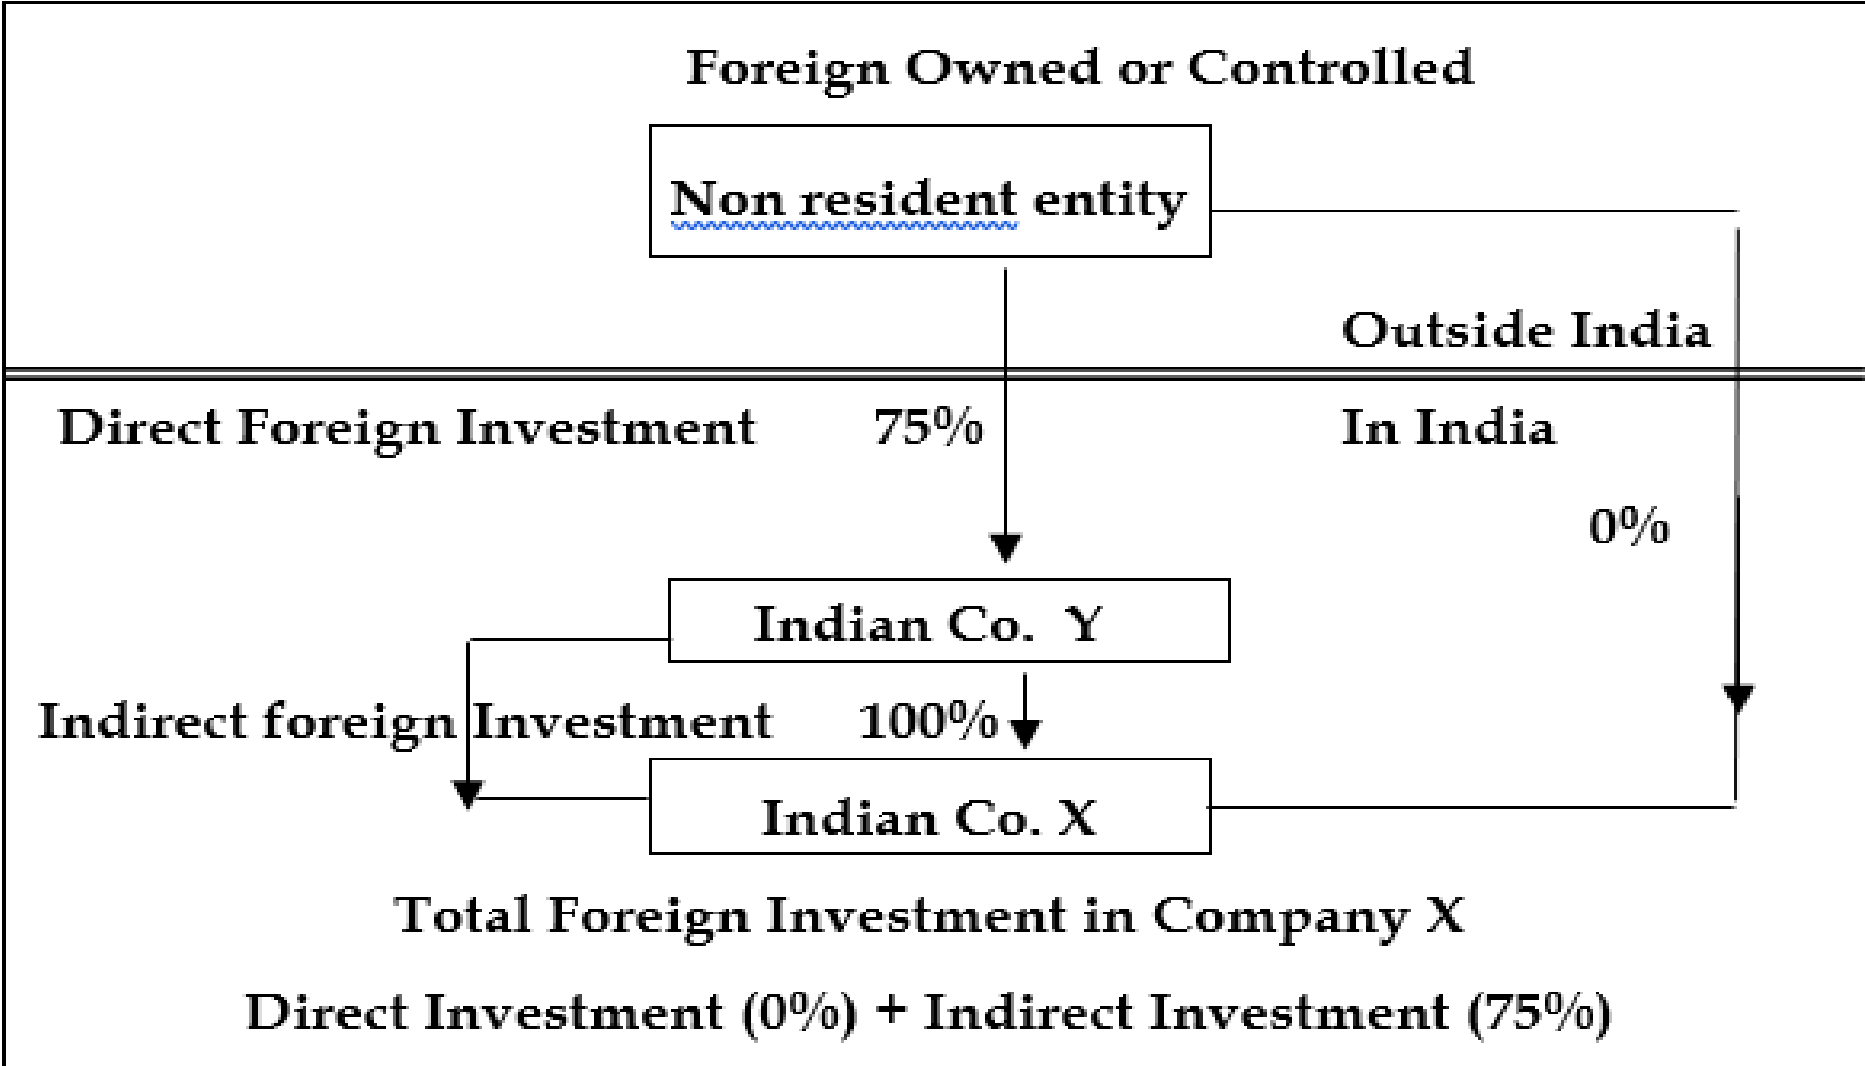 Foreign Owned or Controlled
Non resident entity
Outside India
Direct Foreign Investment 75% In India
0%
Indian Co. Y
Indirect foreign Investment 100%
Indian Co. X
Total Foreign Investment in Company X
Direct Investment (0%) + Indirect Investment (75%)